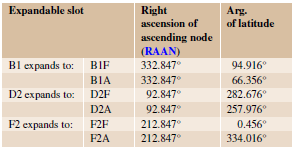 Expandable slot Right ascension of ascending node (RAAN) Arg. of latitude
B1 expands to: B1F 332.847° 94.916°
B1A 332.847° 66.356°
D2 expands to: D2F 92.847° 282.676°
D2A 92.847° 257.976°
F2 expands to: F2F 212.847° 0.456°
F2A 212.847° 334.016°